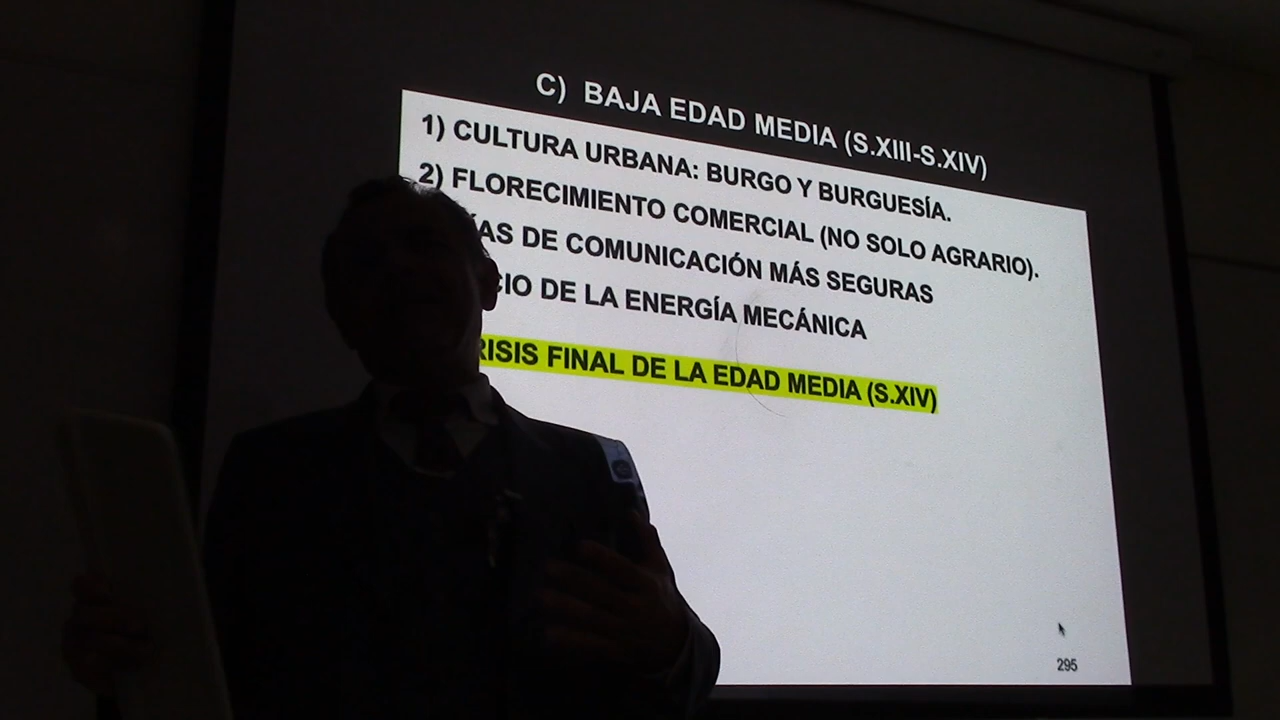 C) BAJA EDAD MEDIA (S.XIII-S.XIV)
1) CULTURA URBANA: BURGO Y BURGUESÍA.
2) FLORECIMIENTO COMERCIAL (NO SOLO AGRARIO).
DE COMUNICACIÓN MÁS SEGURAS
DE LA ENERGÍA MECÁNICA
FINAL DE LA EDAD MEDIA (S.XIV)
295